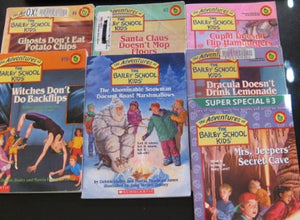 The Adventures of
THE BAILEY SCHOOL KIDS
Ghosts Don't Eat
Potato Chips
The Adventures of
THE BAILEY SCHOOL KIDS
Santa Claus
Doesn't Mop
Floors
The Adventures of
THE BAILEY SCHOOL KIDS
Cupid Doesn't
Flip Hamburgers
The Adventures of
THE BAILEY SCHOOL
KIDS
Witches Don't
Do Backflips
The Adventures of
THE BAILEY SCHOOL
KIDS
The Abominable Snowman
Doesn't Roast Marshmallows
SCHOLASTIC
The Adventures of
THE BAILEY SCHOOL
KIDS
Dracula Doesn't
Drink Lemonade
SUPER SPECIAL #3
The Adventures of
THE BAILEY SCHOOL
KIDS
Mrs. Jeepers'
Secret Cave